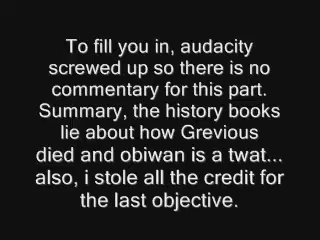 To fill you in, audacity
screwed up so there is no
commentary for this part.
Summary, the history books
lie about how Grevious
died and obiwan is a twat...
also, i stole all the credit for
the last objective.